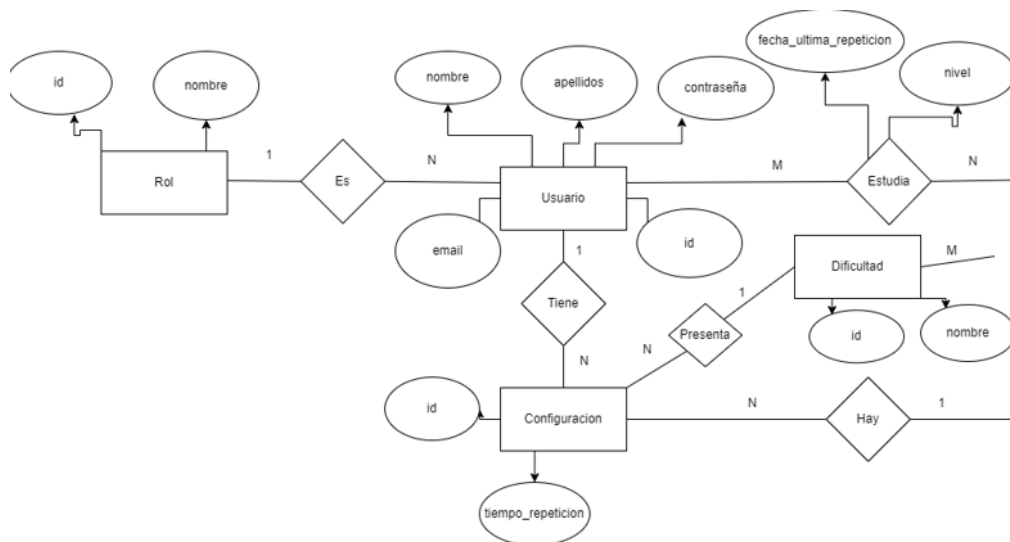 fecha_ultima_repeticion
id
nombre
nombre
apellidos
contraseña
nivel
1
N
M
N
Rol
Es
Usuario
Estudia
email
id
1
Dificultad
M
Tiene
1
Presenta
id
nombre
N
N
id
Configuracion
N
Hay
1
tiempo_repeticion